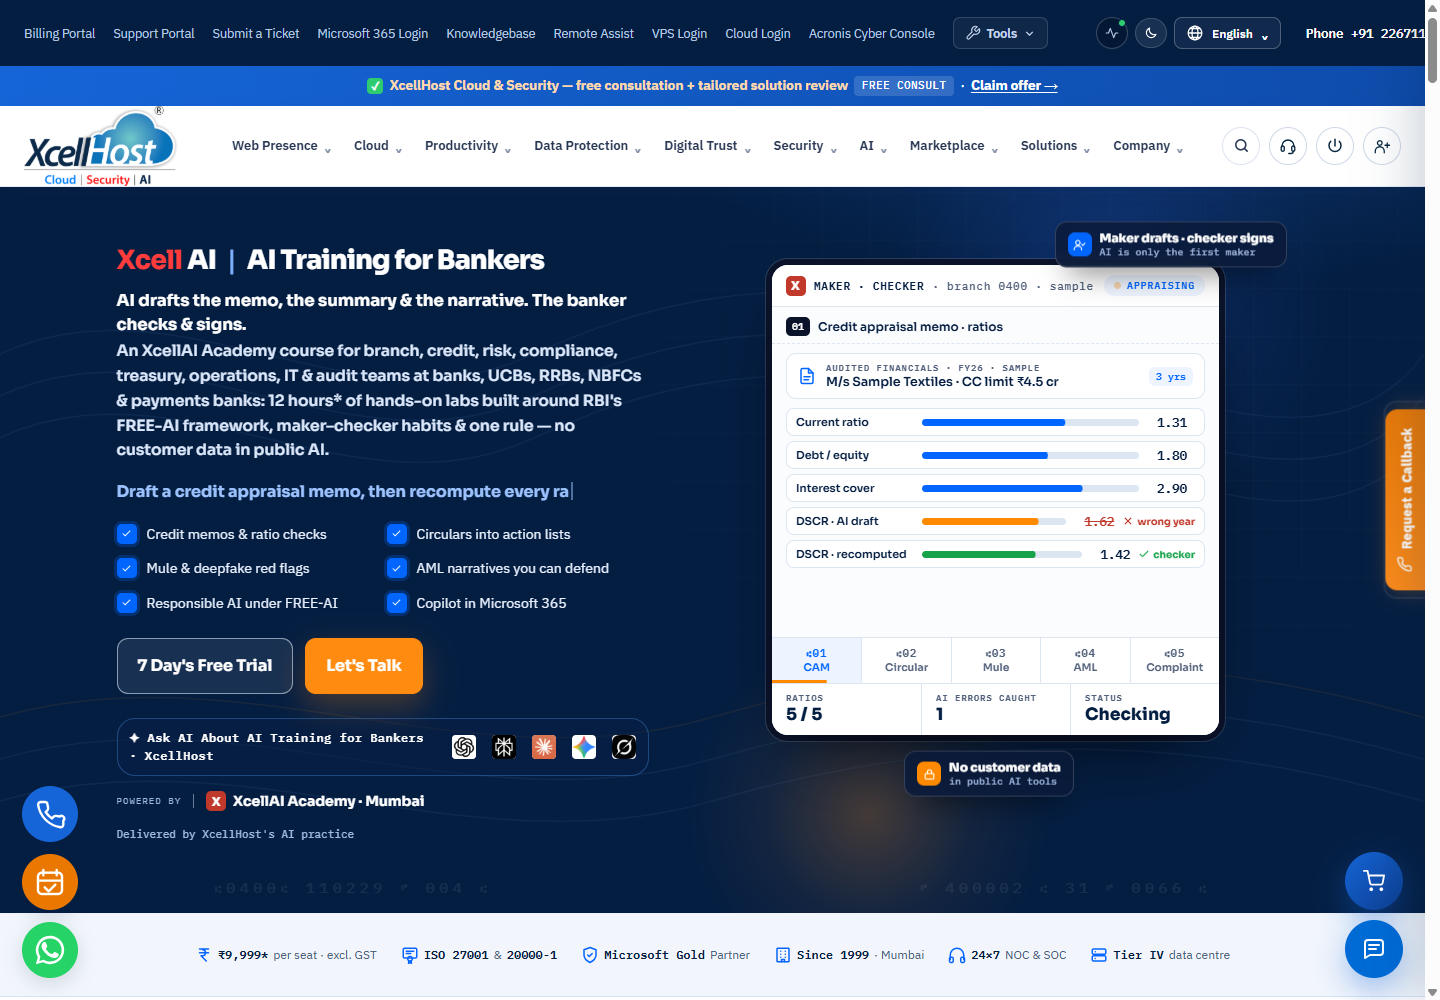 Billing Portal Support Portal Submit a Ticket Microsoft 365 Login Knowledgebase Remote Assist VPS Login Cloud Login Acronis Cyber Console Tools English Phone +91 226711
XcellHost Cloud & Security — free consultation + tailored solution review FREE CONSULT · Claim offer →
XcellHost ®
Cloud | Security | AI
Web Presence Cloud Productivity Data Protection Digital Trust Security AI Marketplace Solutions Company
Xcell AI | AI Training for Bankers
AI drafts the memo, the summary & the narrative. The banker
checks & signs.
An XcellAI Academy course for branch, credit, risk, compliance,
treasury, operations, IT & audit teams at banks, UCBs, RRBs, NBFCs
& payments banks: 12 hours* of hands-on labs built around RBI's
FREE-AI framework, maker-checker habits & one rule — no
customer data in public AI.
Draft a credit appraisal memo, then recompute every ra
Credit memos & ratio checks
Circulars into action lists
Mule & deepfake red flags
AML narratives you can defend
Responsible AI under FREE-AI
Copilot in Microsoft 365
7 Day's Free Trial
Let's Talk
Ask AI About AI Training for Bankers
· XcellHost
POWERED BY X XcellAI Academy · Mumbai
Delivered by XcellHost's AI practice
Maker drafts · checker signs
AI is only the first maker
X MAKER · CHECKER · branch 0400 · sample APPRAISING
01 Credit appraisal memo · ratios
AUDITED FINANCIALS · FY26 · SAMPLE
M/s Sample Textiles · CC limit ₹4.5 cr
3 yrs
Current ratio 1.31
Debt / equity 1.80
Interest cover 2.90
DSCR · AI draft 1.62 ✕ wrong year
DSCR · recomputed 1.42 ✓ checker
⑆01 ⑆02 ⑆03 ⑆04 ⑆05
CAM Circular Mule AML Complaint
RATIOS AI ERRORS CAUGHT STATUS
5 / 5 1 Checking
No customer data
in public AI tools
Request a Callback
⑆0400⑆ 110229 ⑈ 004 ⑆
⑈ 400002 ⑆ 31 ⑈ 0066 ⑆
₹9,999* per seat · excl. GST ISO 27001 & 20000-1 Microsoft Gold Partner Since 1999 · Mumbai 24×7 NOC & SOC Tier IV data centre